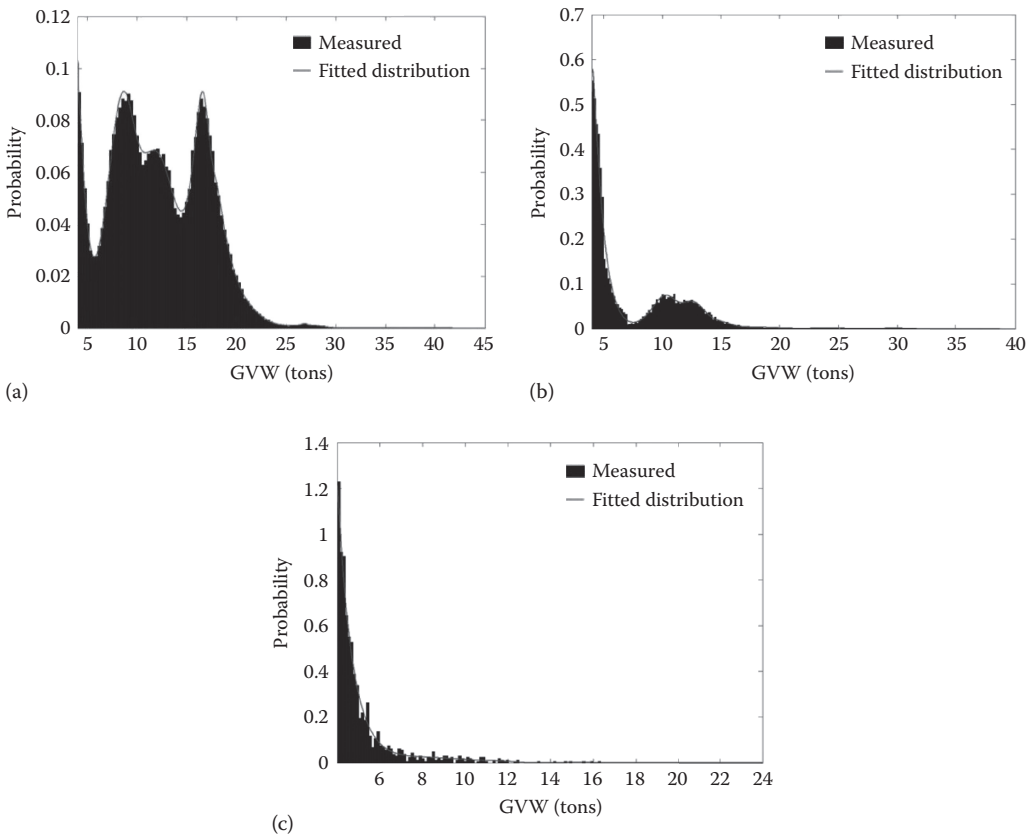 0.12
0.1
0.08
0.06
0.04
0.02
0
Probability
Measured
Fitted distribution
5 10 15 20 25 30 35 40 45
GVW (tons)
(a)
0.7
0.6
0.5
0.4
0.3
0.2
0.1
0
Probability
Measured
Fitted distribution
5 10 15 20 25 30 35 40
GVW (tons)
(b)
1.4
1.2
1
0.8
0.6
0.4
0.2
0
Probability
Measured
Fitted distribution
6 8 10 12 14 16 18 20 22 24
GVW (tons)
(c)